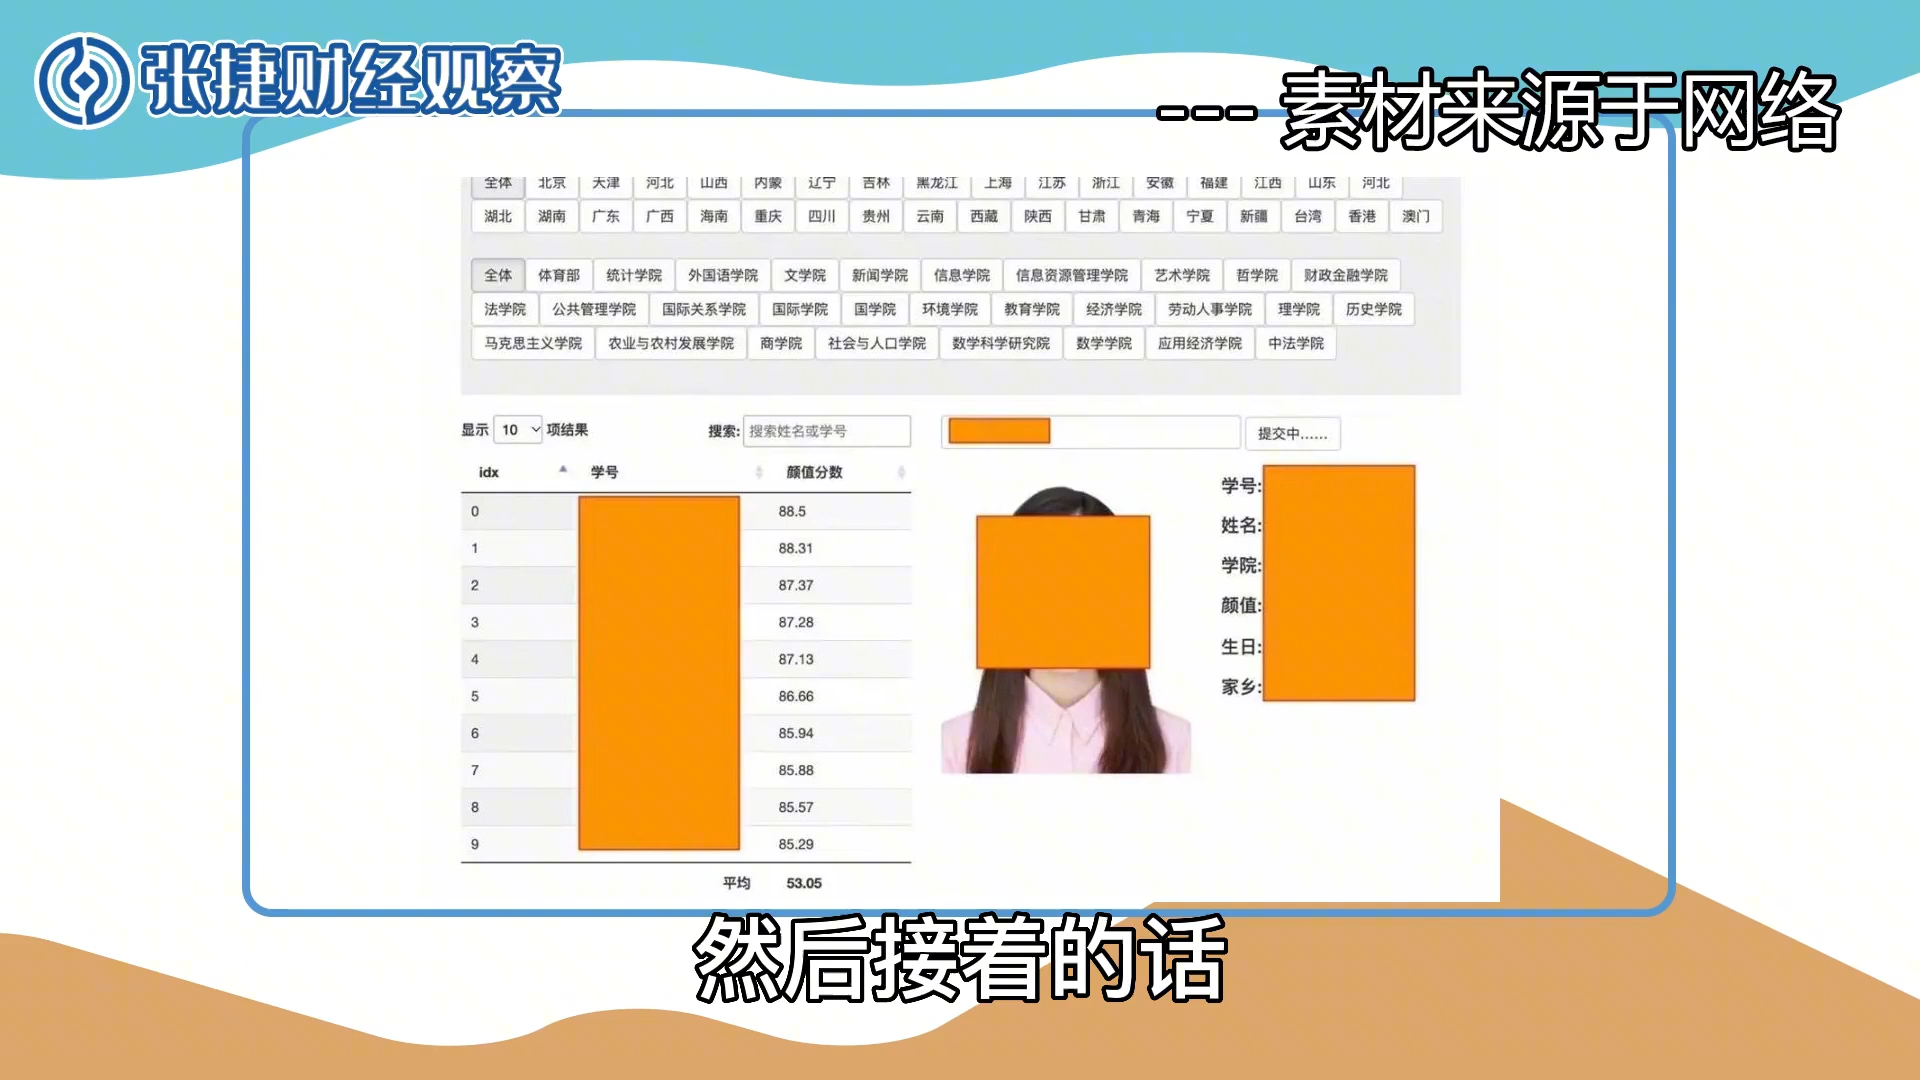 张捷财经观察
--- 素材来源于网络
全体 北京 天津 河北 山西 内蒙 辽宁 吉林 黑龙江 上海 江苏 浙江 安徽 福建 江西 山东 河北
湖北 湖南 广东 广西 海南 重庆 四川 贵州 云南 西藏 陕西 甘肃 青海 宁夏 新疆 台湾 香港 澳门
全体 体育部 统计学院 外国语学院 文学院 新闻学院 信息学院 信息资源管理学院 艺术学院 哲学院 财政金融学院
法学院 公共管理学院 国际关系学院 国际学院 国学院 环境学院 教育学院 经济学院 劳动人事学院 理学院 历史学院
马克思主义学院 农业与农村发展学院 商学院 社会与人口学院 数学科学研究院 数学学院 应用经济学院 中法学院
显示 10 项结果 搜索: 搜索姓名或学号 提交中......
idx 学号 颜值分数
0 88.5
1 88.31
2 87.37
3 87.28
4 87.13
5 86.66
6 85.94
7 85.88
8 85.57
9 85.29
平均 53.05
学号:
姓名:
学院:
颜值:
生日:
家乡:
然后接着的话